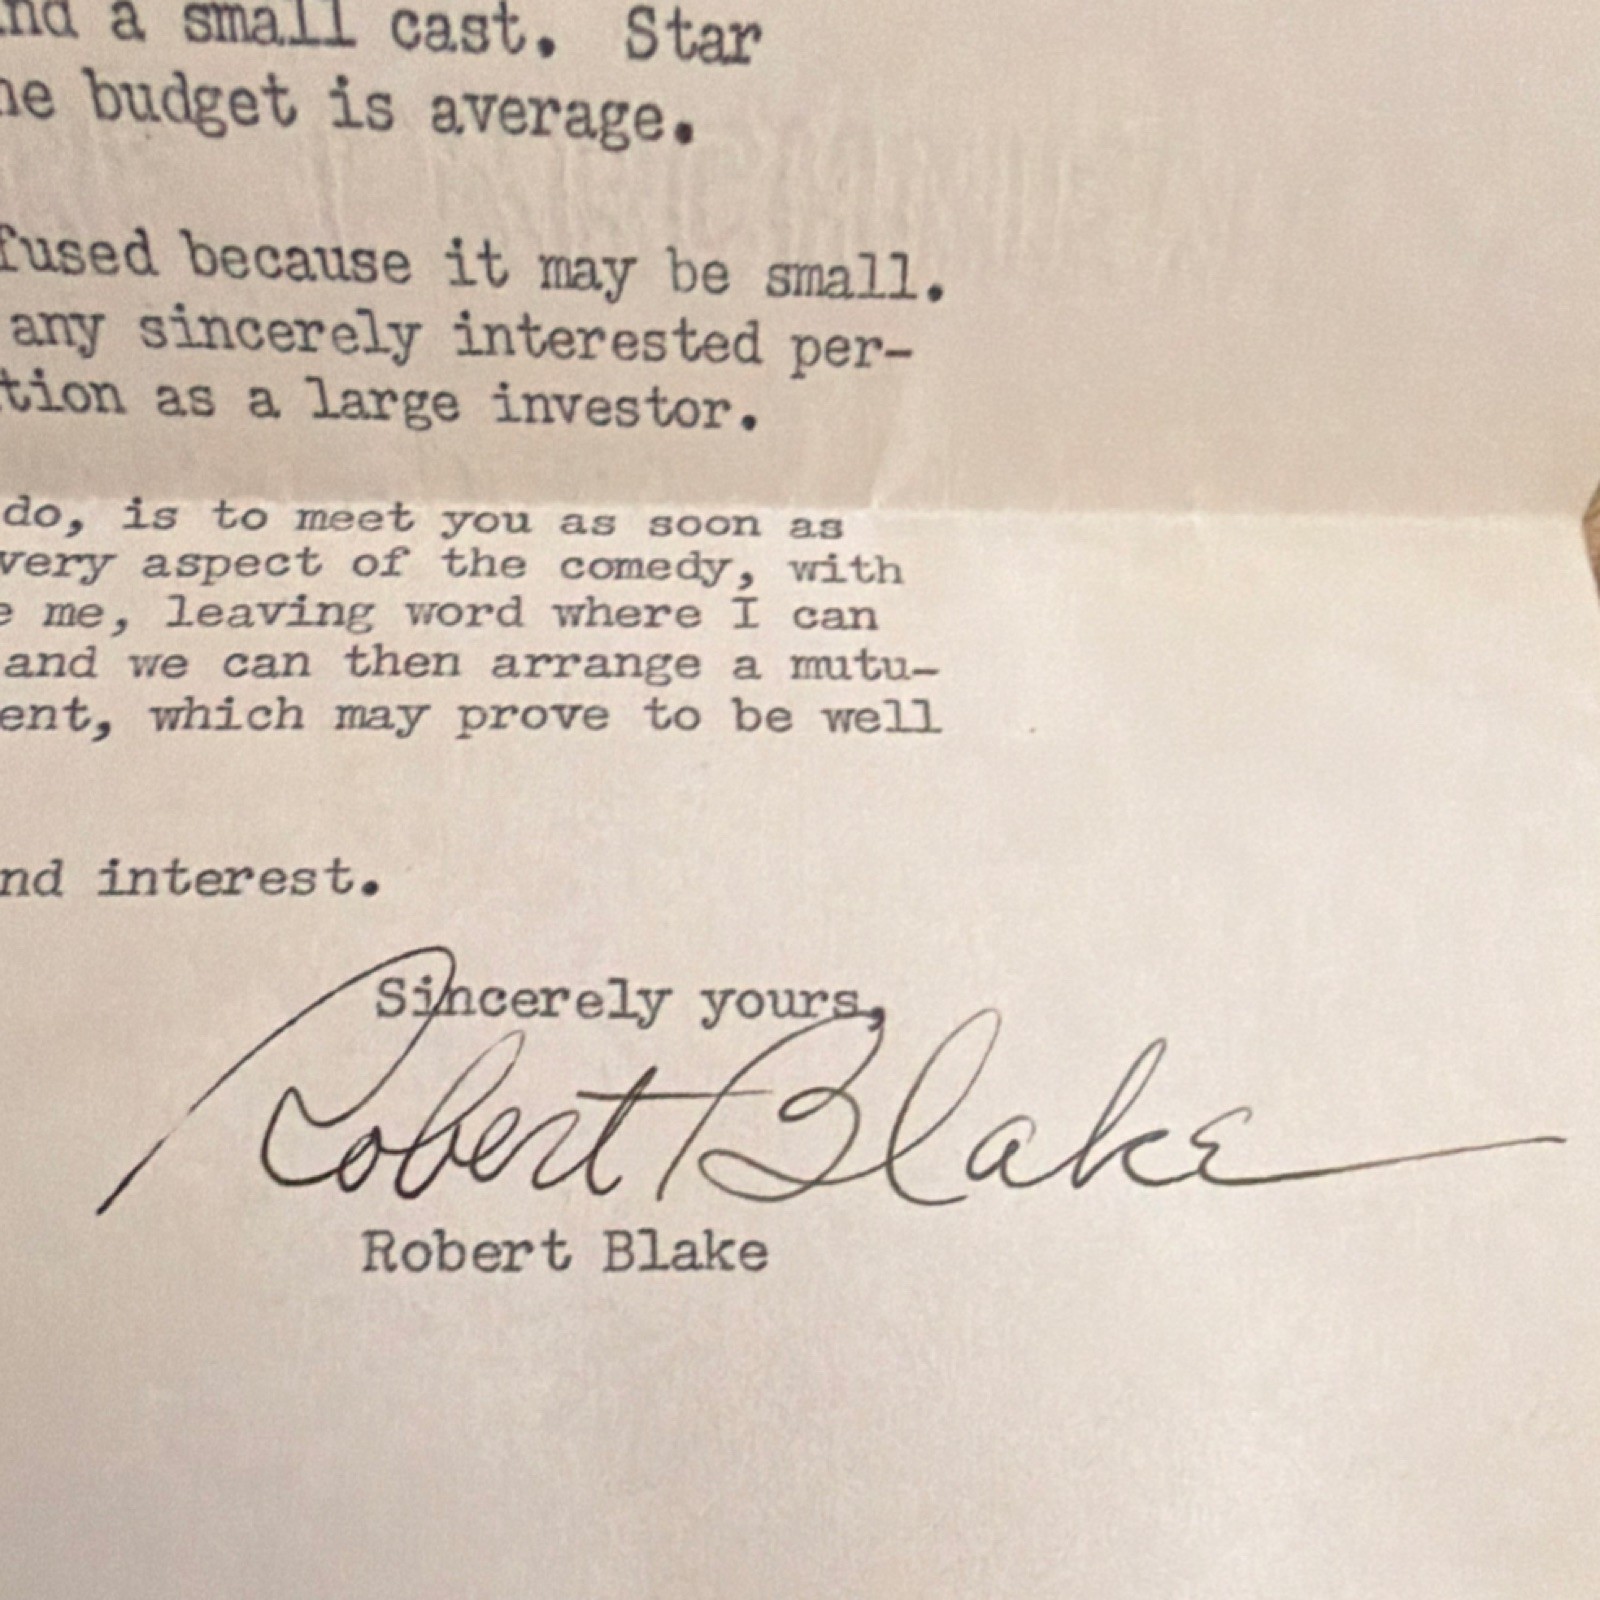 and a small cast. Star
he budget is average.
fused because it may be small.
any sincerely interested per-
tion as a large investor.
do, is to meet you as soon as
very aspect of the comedy, with
e me, leaving word where I can
and we can then arrange a mutu-
ent, which may prove to be well
nd interest.
Sincerely yours,
Robert Blake
Robert Blake